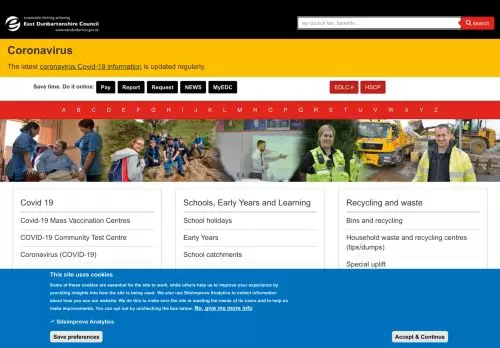 sustainable thriving achieving
East Dunbartonshire Council
www.eastdunbarton.gov.uk
eg council tax, benefits...
search
Coronavirus
The latest coronavirus Covid-19 information is updated regularly.
Save time. Do it online: Pay Report Request NEWS MyEDC EDLC HSCP
A B C D E F G H I J K L M N O P Q R S T U V W X Y Z
Covid 19
Covid-19 Mass Vaccination Centres
COVID-19 Community Test Centre
Coronavirus (COVID-19)
Schools, Early Years and Learning
School holidays
Early Years
School catchments
Recycling and waste
Bins and recycling
Household waste and recycling centres
(tips/dumps)
Special uplift
This site uses cookies
Some of these cookies are essential for the site to work, while others help us to improve your experience by
providing insights into how the site is being used. We also use Siteimprove Analytics to collect information
about how you use our website. We do this to make sure the site is meeting the needs of its users and to help us
make improvements. You can opt out by unchecking the box below. No, give me more info
✓ Siteimprove Analytics
Save preferences
Accept & Continue